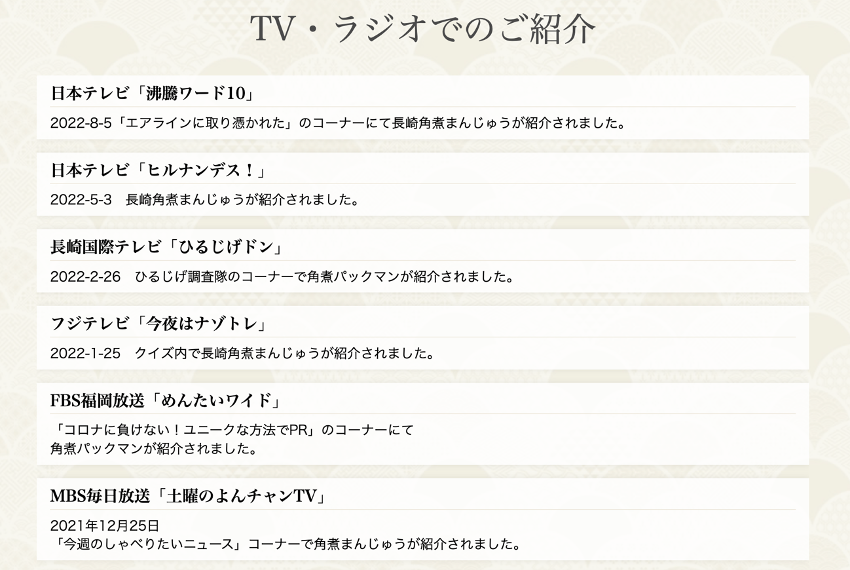 TV・ラジオでのご紹介
日本テレビ「沸騰ワード10」
2022-8-5「エアラインに取り憑かれた」のコーナーにて長崎角煮まんじゅうが紹介されました。
日本テレビ「ヒルナンデス！」
2022-5-3　長崎角煮まんじゅうが紹介されました。
長崎国際テレビ「ひるじげドン」
2022-2-26　ひるじげ調査隊のコーナーで角煮パックマンが紹介されました。
フジテレビ「今夜はナゾトレ」
2022-1-25　クイズ内で長崎角煮まんじゅうが紹介されました。
FBS福岡放送「めんたいワイド」
「コロナに負けない！ユニークな方法でPR」のコーナーにて
角煮パックマンが紹介されました。
MBS毎日放送「土曜のよんチャンTV」
2021年12月25日
「今週のしゃべりたいニュース」コーナーで角煮まんじゅうが紹介されました。